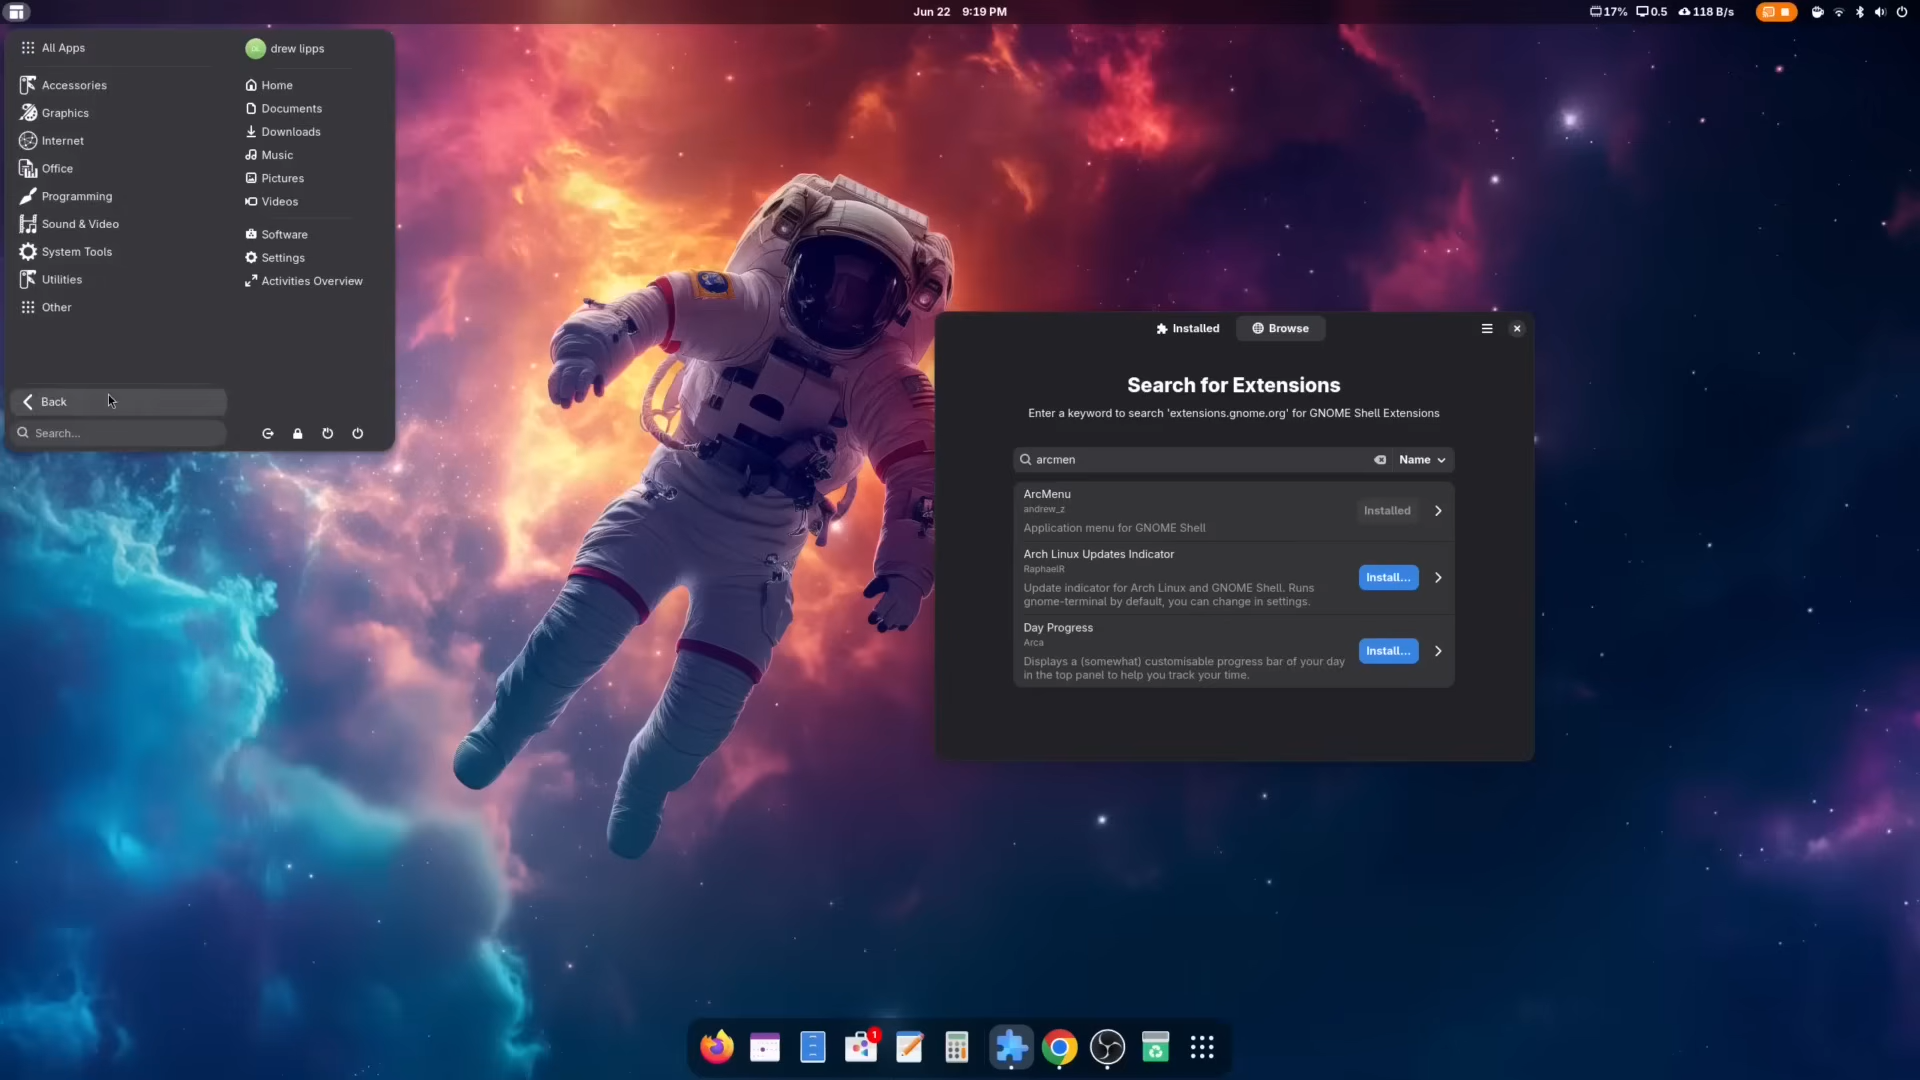 Jun 22 9:19 PM
17% 0.5 118 B/s
All Apps
Accessories
Graphics
Internet
Office
Programming
Sound & Video
System Tools
Utilities
Other
Back
Search...
drew lipps
Home
Documents
Downloads
Music
Pictures
Videos
Software
Settings
Activities Overview
Installed Browse
Search for Extensions
Enter a keyword to search 'extensions.gnome.org' for GNOME Shell Extensions
arcmen Name
ArcMenu
andrew_z
Application menu for GNOME Shell
Installed
Arch Linux Updates Indicator
RaphaelR
Update indicator for Arch Linux and GNOME Shell. Runs
gnome-terminal by default, you can change in settings.
Install...
Day Progress
Arca
Displays a (somewhat) customisable progress bar of your day
in the top panel to help you track your time.
Install...
1